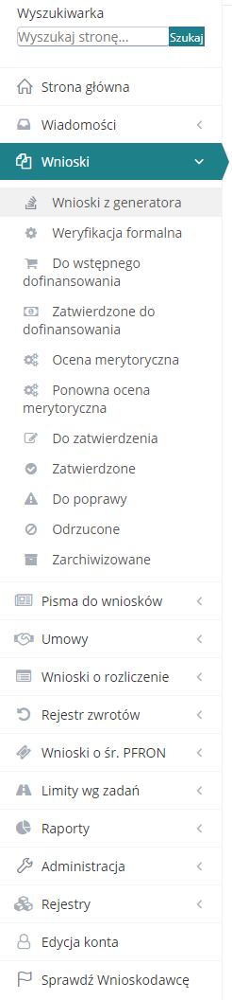 Wyszukiwarka
Wyszukaj stronę...
Szukaj
Strona główna
Wiadomości
Wnioski
Wnioski z generatora
Weryfikacja formalna
Do wstępnego
dofinansowania
Zatwierdzone do
dofinansowania
Ocena merytoryczna
Ponowna ocena
merytoryczna
Do zatwierdzenia
Zatwierdzone
Do poprawy
Odrzucone
Zarchiwizowane
Pisma do wniosków
Umowy
Wnioski o rozliczenie
Rejestr zwrotów
Wnioski o śr. PFRON
Limity wg zadań
Raporty
Administracja
Rejestry
Edycja konta
Sprawdź Wnioskodawcę